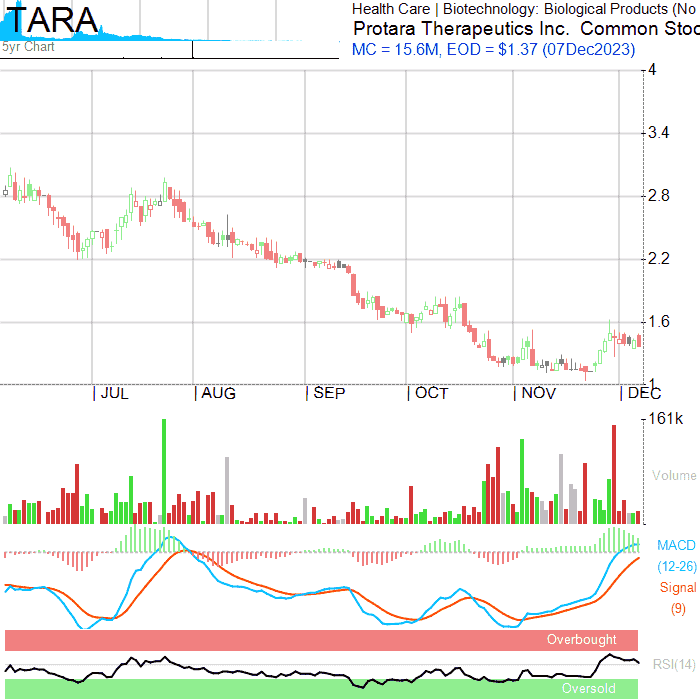 TARA
5yr Chart
Health Care | Biotechnology: Biological Products (No
Protara Therapeutics Inc.  Common Stoc
MC = 15.6M, EOD = $1.37 (07Dec2023)
4
3.4
2.8
2.2
1.6
1
| JUL | AUG | SEP | OCT | NOV | DEC
161k
Volume
MACD
(12-26)
Signal
(9)
Overbought
RSI(14)
Oversold